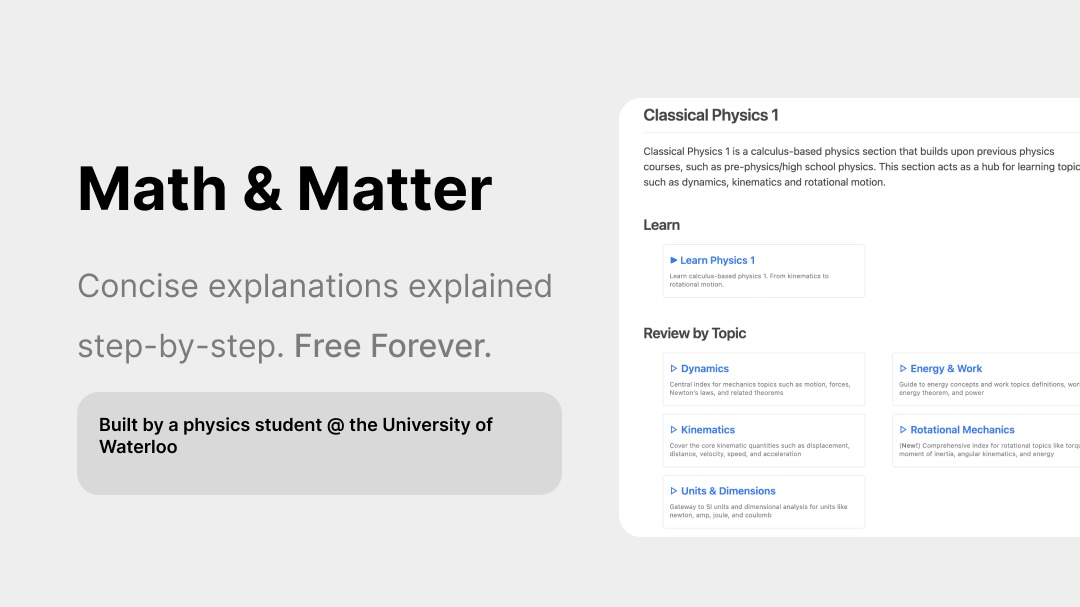 Math & Matter
Concise explanations explained
step-by-step. Free Forever.
Built by a physics student @ the University of
Waterloo
Classical Physics 1
Classical Physics 1 is a calculus-based physics section that builds upon previous physics
courses, such as pre-physics/high school physics. This section acts as a hub for learning topic
such as dynamics, kinematics and rotational motion.
Learn
Learn Physics 1
Learn calculus-based physics 1. From kinematics to
rotational motion.
Review by Topic
Dynamics
Central index for mechanics topics such as motion, forces,
Newton's laws, and related theorems
Energy & Work
Guide to energy concepts and work topics definitions,
energy theorem, and power
Kinematics
Cover the core kinematic quantities such as displacement,
distance, velocity, speed, and acceleration
Rotational Mechanics
(New!) Comprehensive index for rotational topics like
moment of inertia, angular kinematics, and energy
Units & Dimensions
Gateway to SI units and dimensional analysis for units like
newton, amp, joule, and coulomb